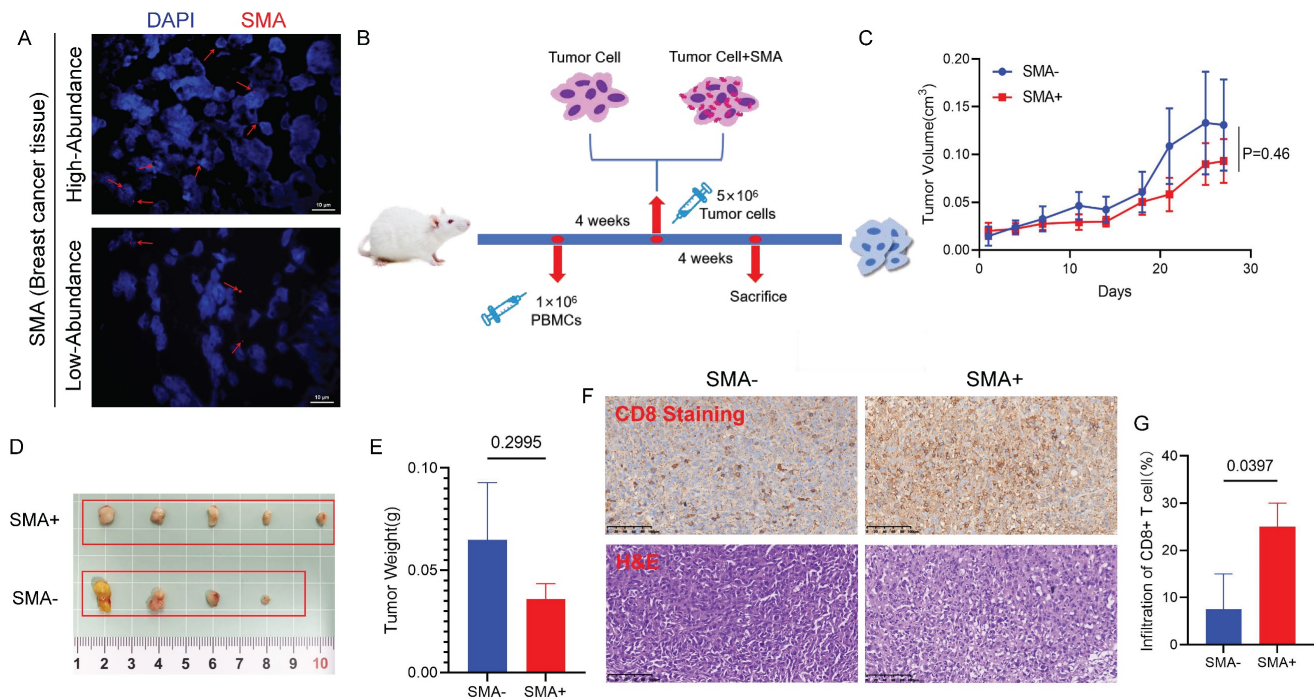 A
DAPI SMA
SMA (Breast cancer tissue)
High-Abundance
Low-Abundance
10 μm
10 μm
B
Tumor Cell
Tumor Cell+SMA
4 weeks
5×10⁶
Tumor cells
4 weeks
1×10⁶
PBMCs
Sacrifice
C
SMA-
SMA+
Tumor Volume(cm³)
0.20
0.15
0.10
0.05
0.00
0 10 20 30
Days
P=0.46
D
SMA+
SMA-
1 2 3 4 5 6 7 8 9 10
E
0.2995
Tumor Weight(g)
0.10
0.05
0.00
SMA- SMA+
F
SMA- SMA+
CD8 Staining
H&E
G
0.0397
Infiltration of CD8+ T cell(%)
40
30
20
10
0
SMA- SMA+